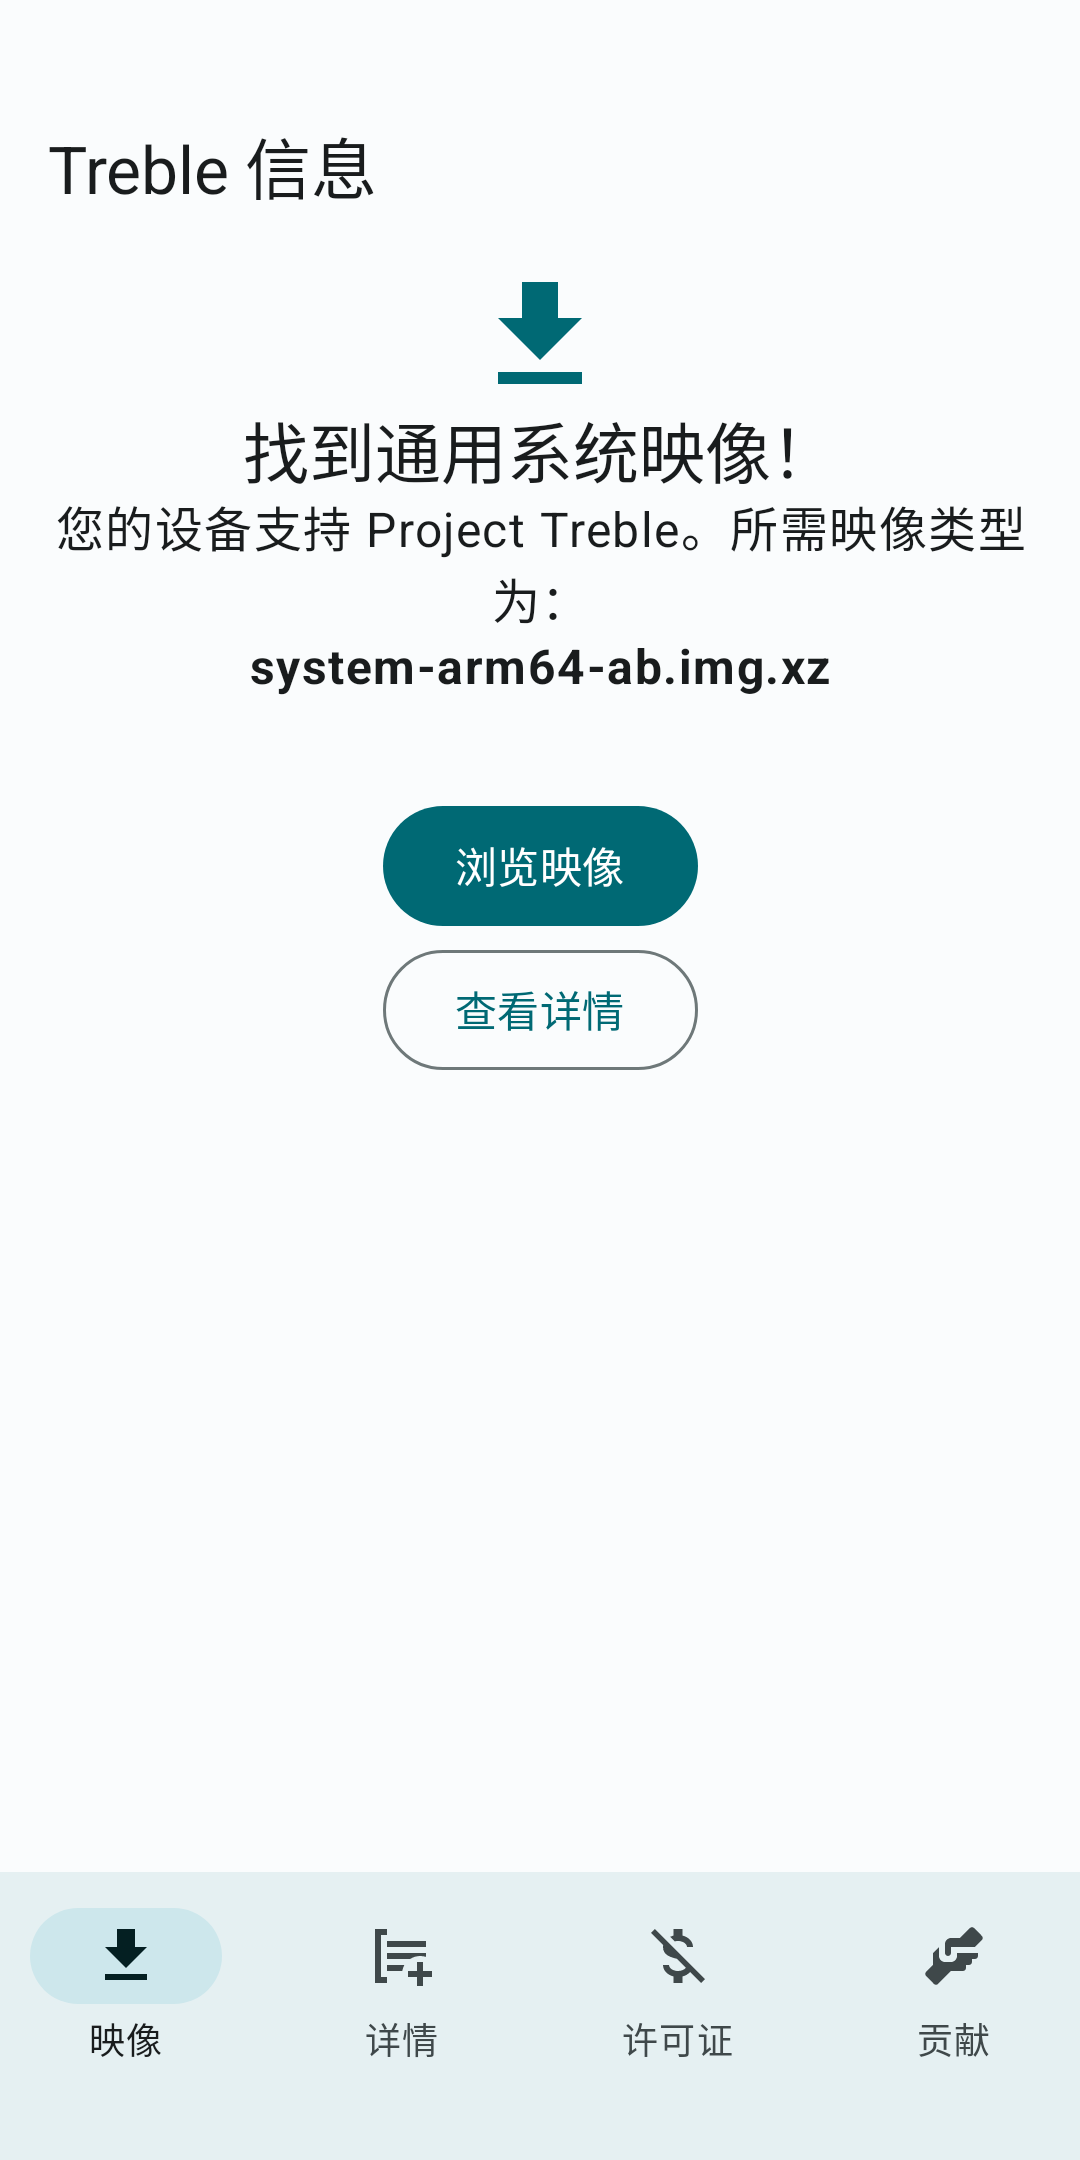 Treble 信息
找到通用系统映像！
您的设备支持 Project Treble。所需映像类型
为：
system-arm64-ab.img.xz
浏览映像
查看详情
映像
详情
许可证
贡献